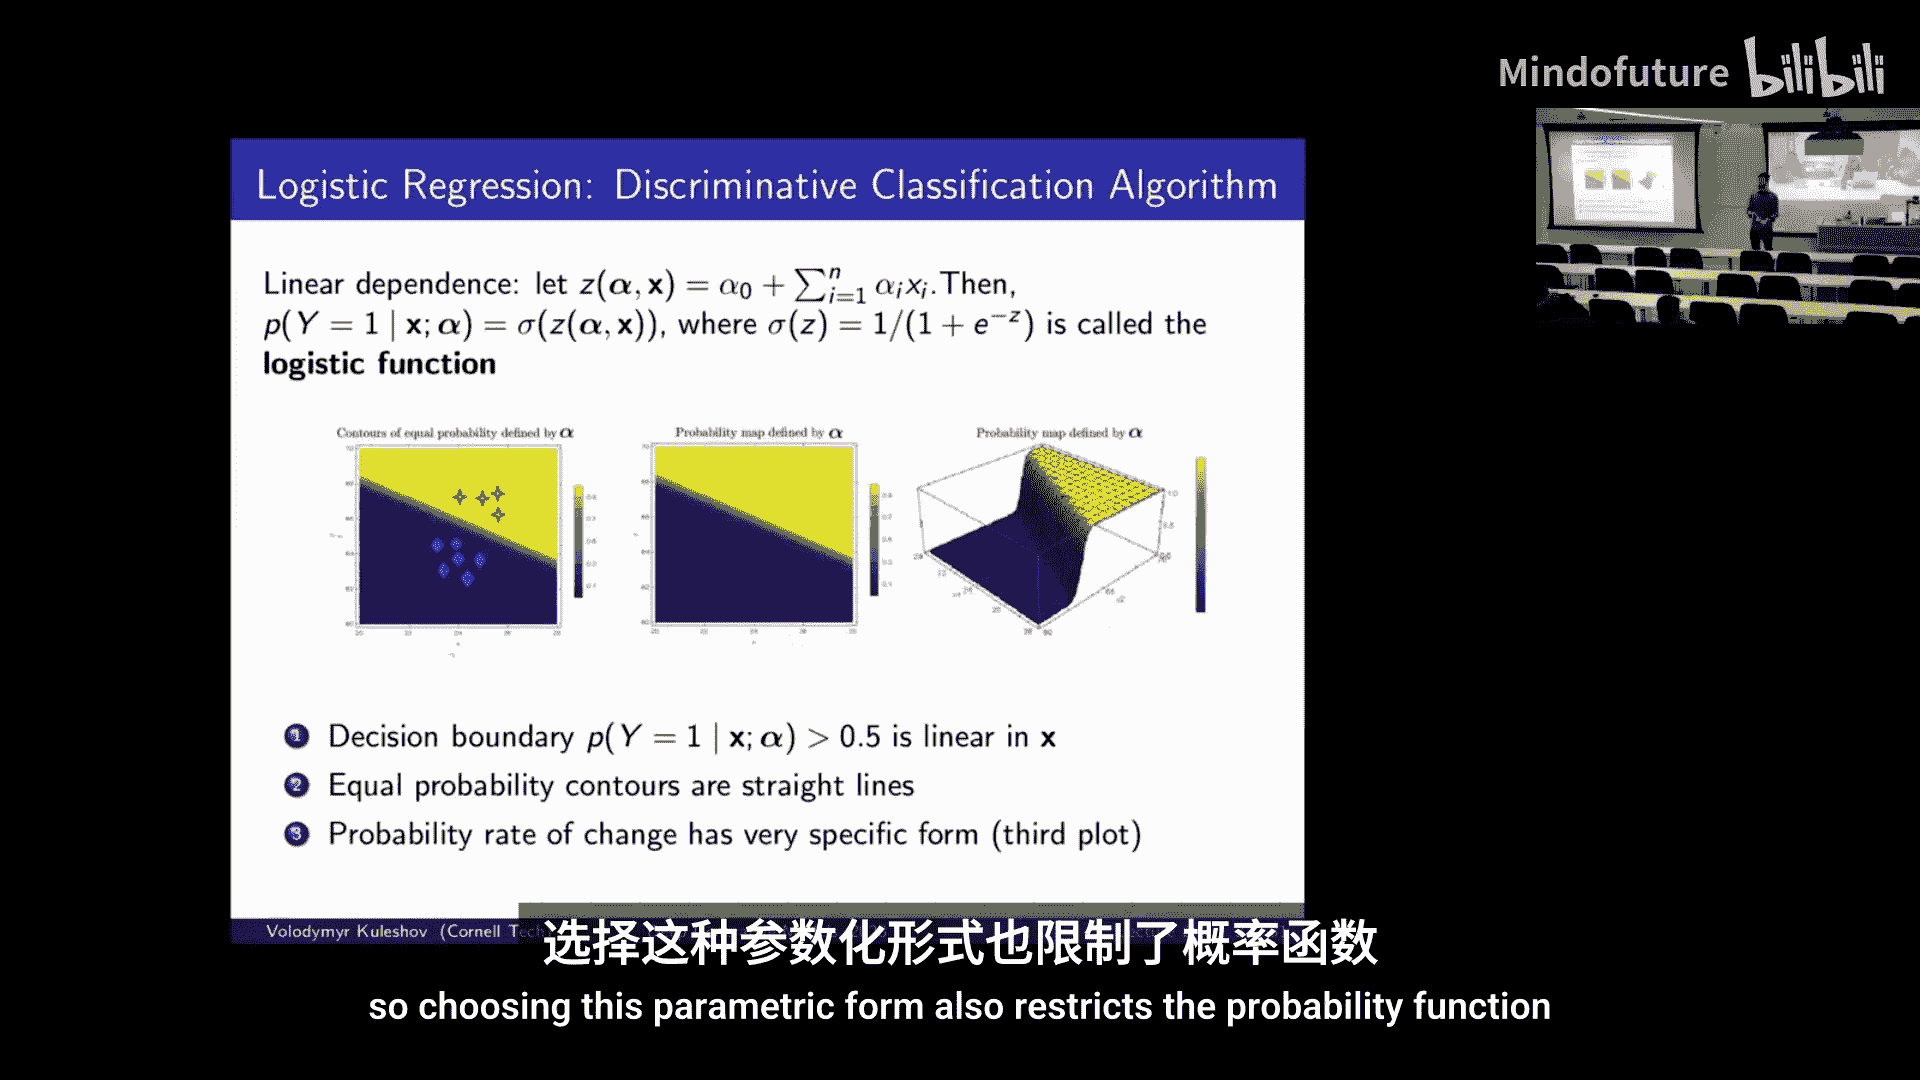 Mindofuture bilibili
Logistic Regression: Discriminative Classification Algorithm
Linear dependence: let z(α, x) = α₀ + ∑ⁿᵢ₌₁ αᵢxᵢ.Then,
p(Y = 1 | x; α) = σ(z(α, x)), where σ(z) = 1/(1 + e⁻ᶻ) is called the
logistic function
Contours of equal probability defined by α
Probability map defined by α
Probability map defined by α
1 Decision boundary p(Y = 1 | x; α) > 0.5 is linear in x
2 Equal probability contours are straight lines
3 Probability rate of change has very specific form (third plot)
Volodymyr Kuleshov (Cornell Tech
选择这种参数化形式也限制了概率函数
so choosing this parametric form also restricts the probability function